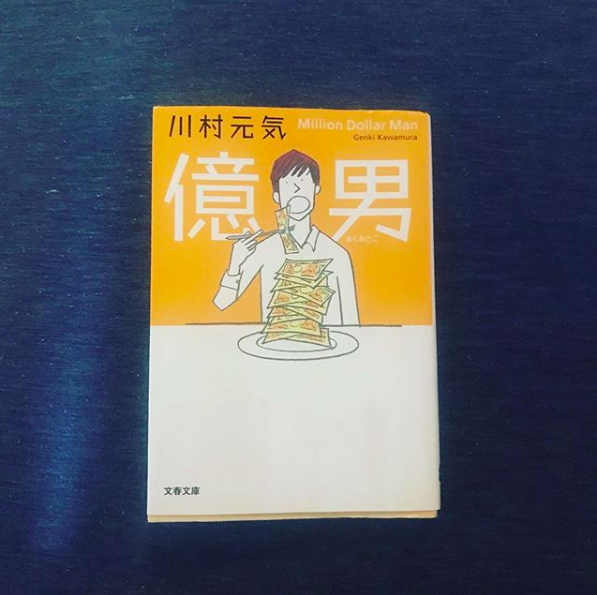 川村元気
Million Dollar Man
Genki Kawamura
億男
おくおとこ
文春文庫